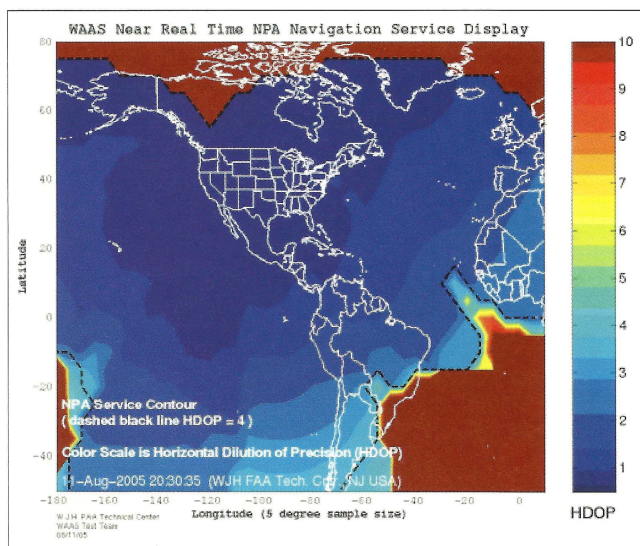 WAAS Near Real Time NPA Navigation Service Display
80
60
40
20
0
-20
-40
Latitude
NPA Service Contour
( dashed black line HDOP = 4 )
Color Scale is Horizontal Dilution of Precision (HDOP)
11-Aug-2005 20:30:35 (WJH FAA Tech. Ctr. NJ USA)
-180 -160 -140 -120 -100 -80 -60 -40 -20 0
Longitude (5 degree sample size)
W.J.H. FAA Technical Center
WAAS Test Team
08/11/05
10
9
8
7
6
5
4
3
2
1
HDOP